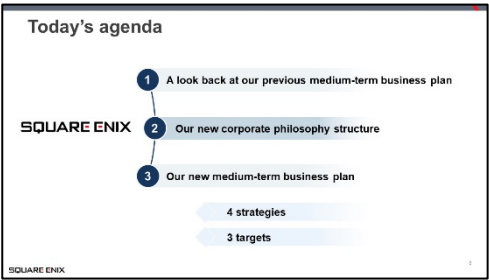 Today's agenda
1 A look back at our previous medium-term business plan
SQUARE ENIX
2 Our new corporate philosophy structure
3 Our new medium-term business plan
4 strategies
3 targets
SQUARE ENIX
2